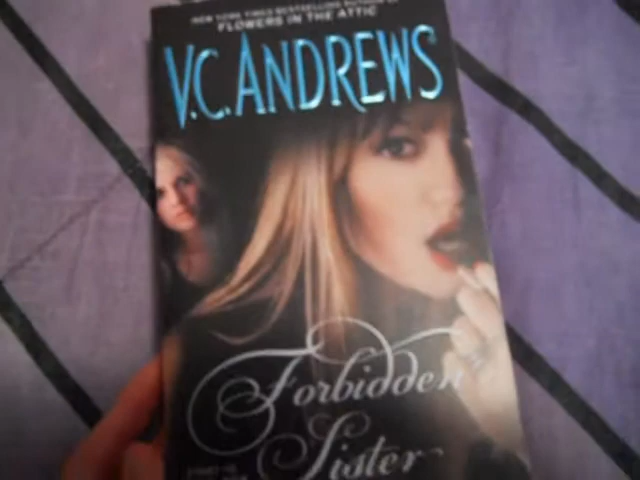 NEW YORK TIMES BESTSELLING AUTHOR OF
FLOWERS IN THE ATTIC
V.C. ANDREWS
Forbidden
Sister